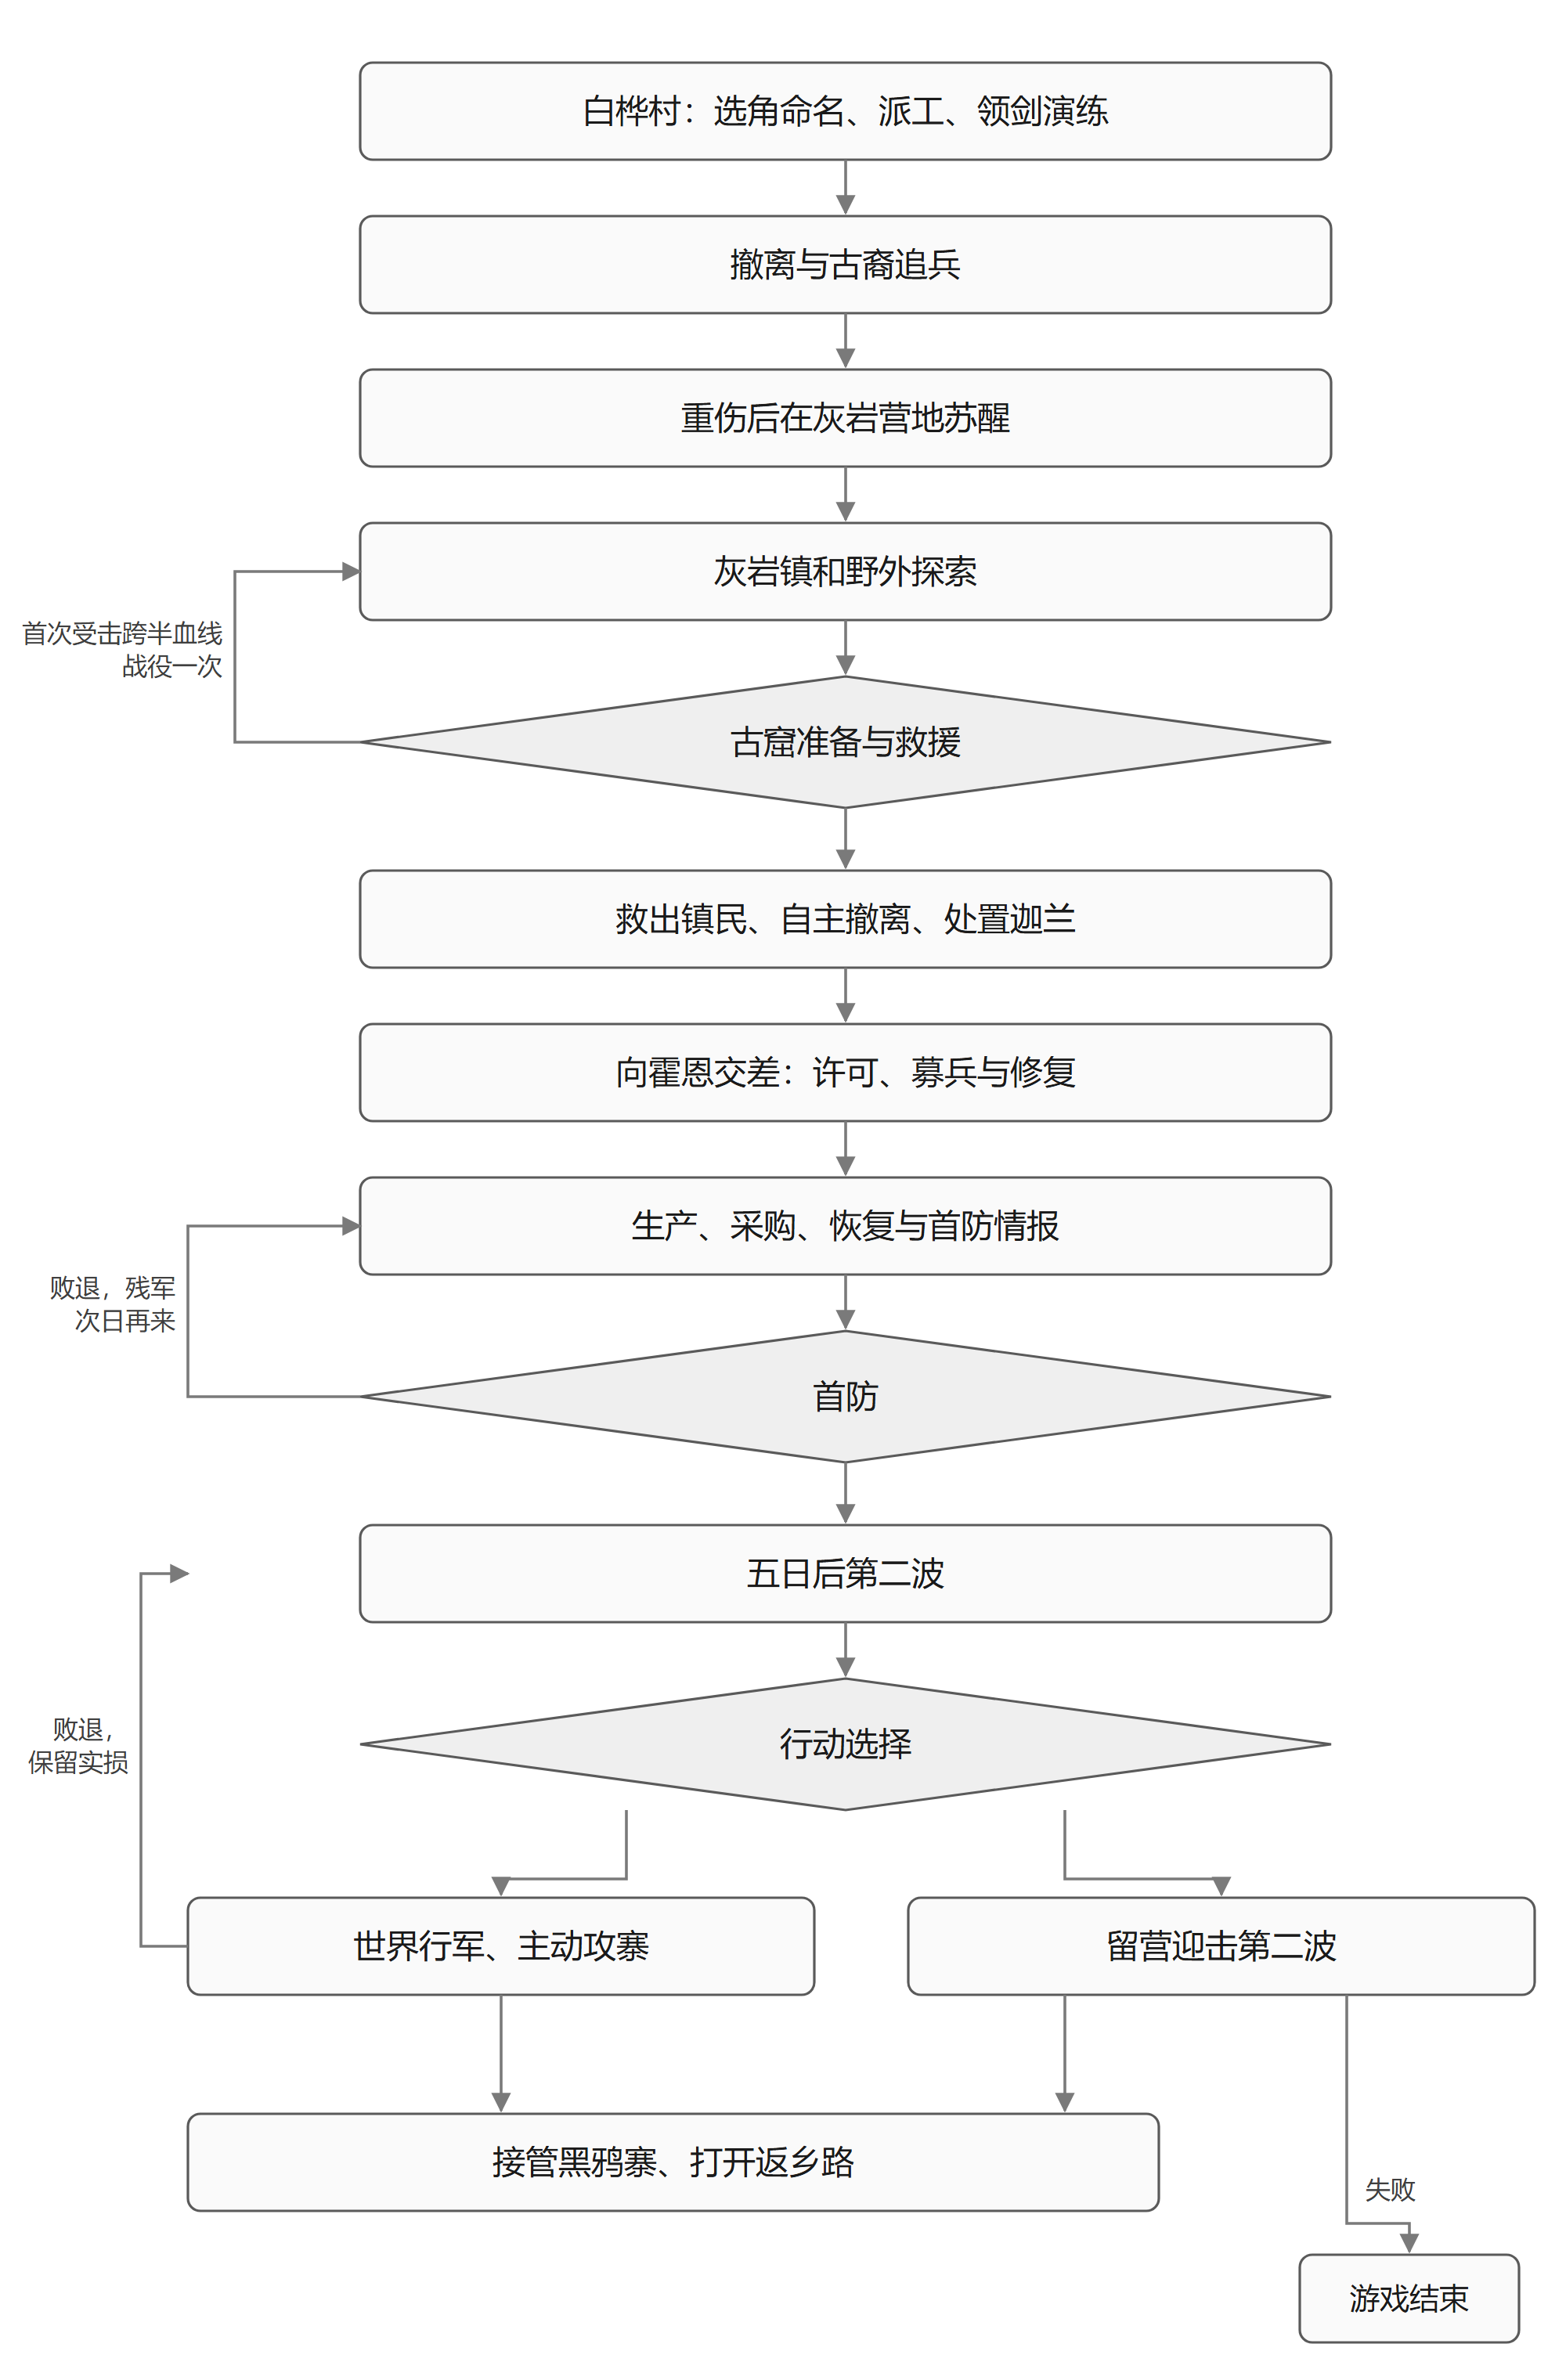 白桦村：选角命名、派工、领剑演练
撤离与古裔追兵
重伤后在灰岩营地苏醒
灰岩镇和野外探索
首次受击跨半血线
战役一次
古窟准备与救援
救出镇民、自主撤离、处置迦兰
向霍恩交差：许可、募兵与修复
生产、采购、恢复与首防情报
败退，残军
次日再来
首防
五日后第二波
败退，
保留实损
行动选择
世界行军、主动攻寨
留营迎击第二波
接管黑鸦寨、打开返乡路
失败
游戏结束